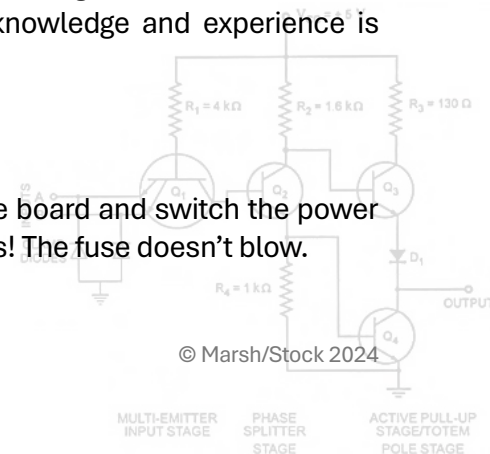 knowledge and experience is
R₁ = 4 kΩ
R₂ = 1.6 kΩ
R₃ = 130 Ω
Q₁
Q₂
Q₃
A
e board and switch the power
s! The fuse doesn’t blow.
DIODES
D₁
R₄ = 1 kΩ
OUTPUT
Q₄
© Marsh/Stock 2024
MULTI-EMITTER
INPUT STAGE
PHASE
SPLITTER
STAGE
ACTIVE PULL-UP
STAGE/TOTEM
POLE STAGE